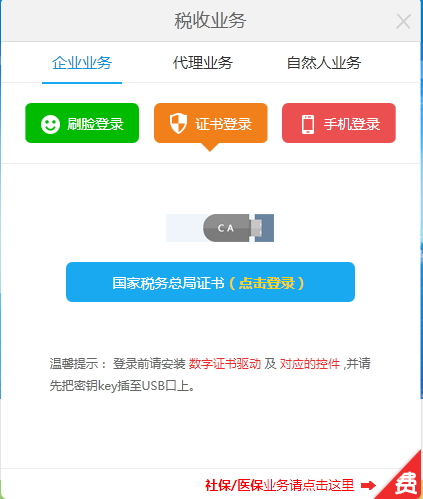 税收业务
企业业务 代理业务 自然人业务
刷脸登录 证书登录 手机登录
CA
国家税务总局证书（点击登录）
温馨提示： 登录前请安装 数字证书驱动 及 对应的控件 ,并请
先把密钥key插至USB口上。
社保/医保业务请点击这里
费